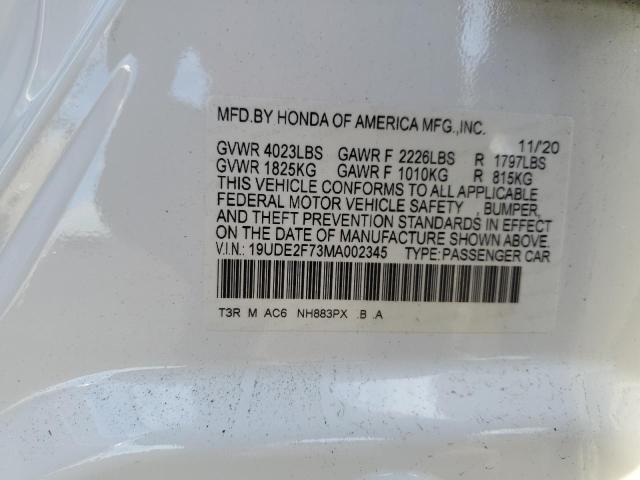 MFD.BY HONDA OF AMERICA MFG.,INC. 11/20
GVWR 4023LBS GAWR F 2226LBS R 1797LBS
GVWR 1825KG GAWR F 1010KG R 815KG
THIS VEHICLE CONFORMS TO ALL APPLICABLE
FEDERAL MOTOR VEHICLE SAFETY , BUMPER,
AND THEFT PREVENTION STANDARDS IN EFFECT
ON THE DATE OF MANUFACTURE SHOWN ABOVE.
V.I.N.: 19UDE2F73MA002345 TYPE:PASSENGER CAR
T3R M AC6 NH883PX .B .A